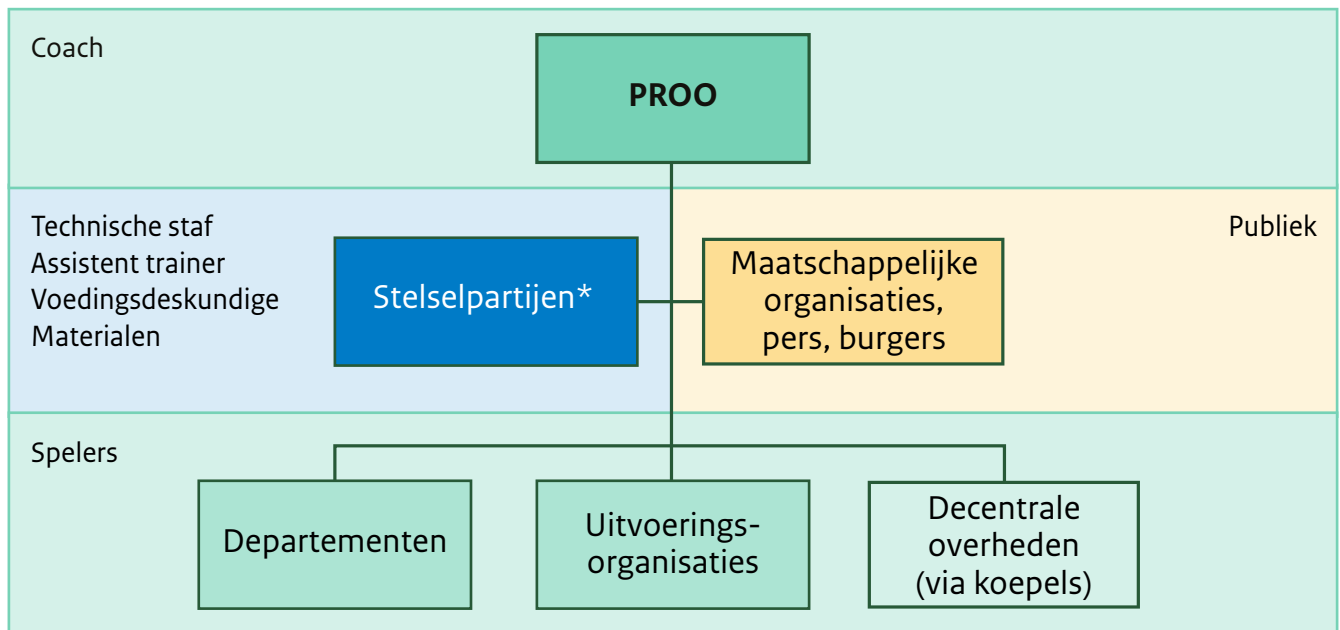 Coach
PROO
Technische staf
Assistent trainer
Voedingsdeskundige
Materialen
Stelselpartijen*
Maatschappelijke
organisaties,
pers, burgers
Publiek
Spelers
Departementen
Uitvoerings-
organisaties
Decentrale
overheden
(via koepels)